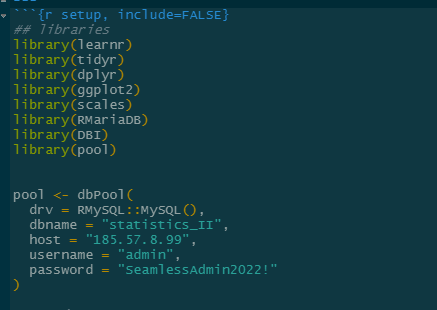 ```{r setup, include=FALSE}
## libraries
library(learnr)
library(tidyr)
library(dplyr)
library(ggplot2)
library(scales)
library(RMariaDB)
library(DBI)
library(pool)
pool <- dbPool(
  drv = RMySQL::MySQL(),
  dbname = "statistics_II",
  host = "185.57.8.99",
  username = "admin",
  password = "SeamlessAdmin2022!"
)